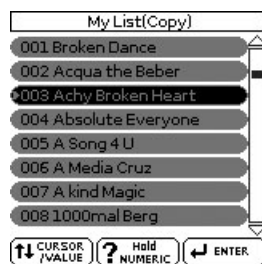 My List(Copy)
001 Broken Dance
002 Acqua the Beber
003 Achy Broken Heart
004 Absolute Everyone
005 A Song 4 U
006 A Media Cruz
007 A kind Magic
008 1000mal Berg
↑↓ CURSOR /VALUE ? Hold NUMERIC ↵ ENTER